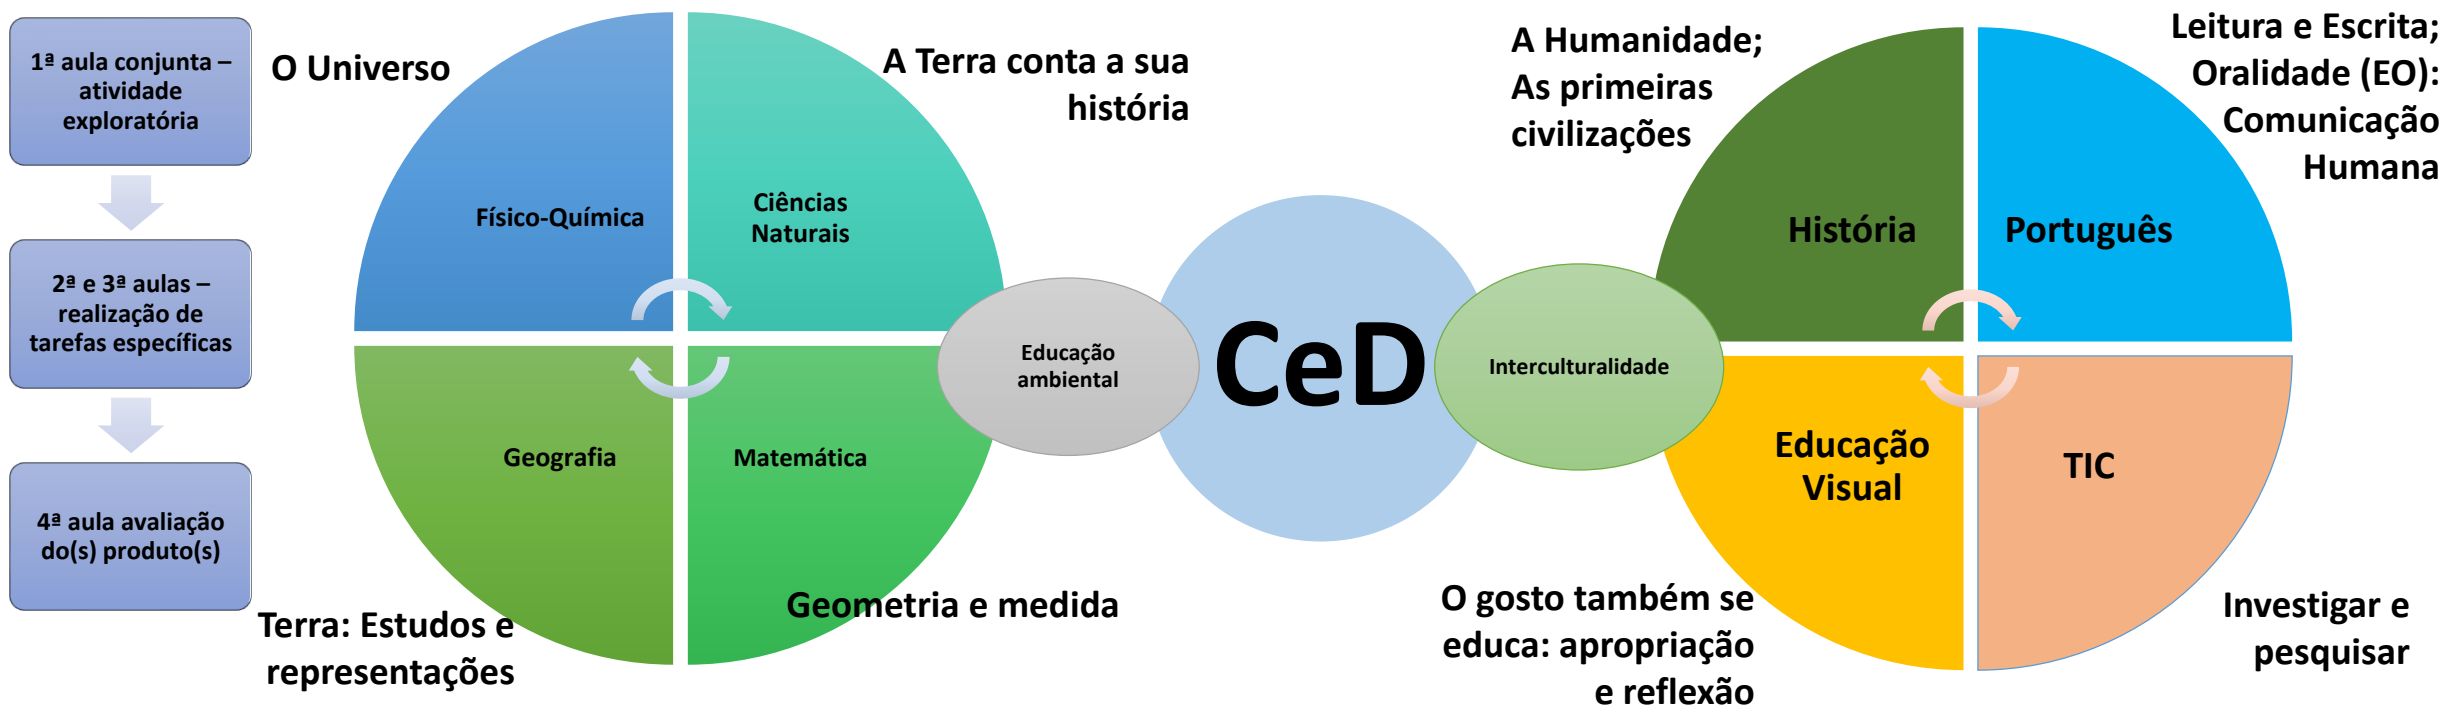 1ª aula conjunta –
atividade
exploratória
2ª e 3ª aulas –
realização de
tarefas específicas
4ª aula avaliação
do(s) produto(s)
O Universo
A Terra conta a sua
história
Físico-Química
Ciências
Naturais
Geografia
Matemática
Terra: Estudos e
representações
Geometria e medida
Educação
ambiental
CeD
Interculturalidade
A Humanidade;
As primeiras
civilizações
Leitura e Escrita;
Oralidade (EO):
Comunicação
Humana
História
Português
Educação
Visual
TIC
O gosto também se
educa: apropriação
e reflexão
Investigar e
pesquisar